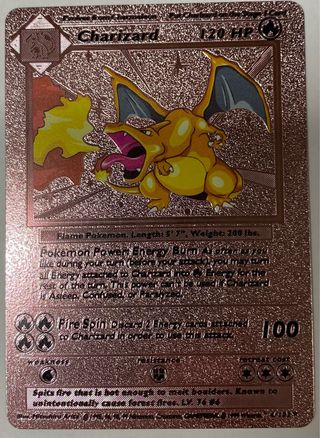 Charizard 120 HP
Flame Pokemon. Length: 5' 7", Weight: 200 lbs.
Pokemon Power: Energy Burn As often as you
like during your turn (before your attack), you may turn
all Energy attached to Charizard into Energy for the
rest of the turn. This power can't be used if Charizard
is Asleep, Confused, or Paralyzed.
Fire Spin Discard 2 Energy cards attached
to Charizard in order to use this attack.
100
weakness resistance retreat cost
Spits fire that is hot enough to melt boulders. Known to
unintentionally cause forest fires. LV. 76 #6